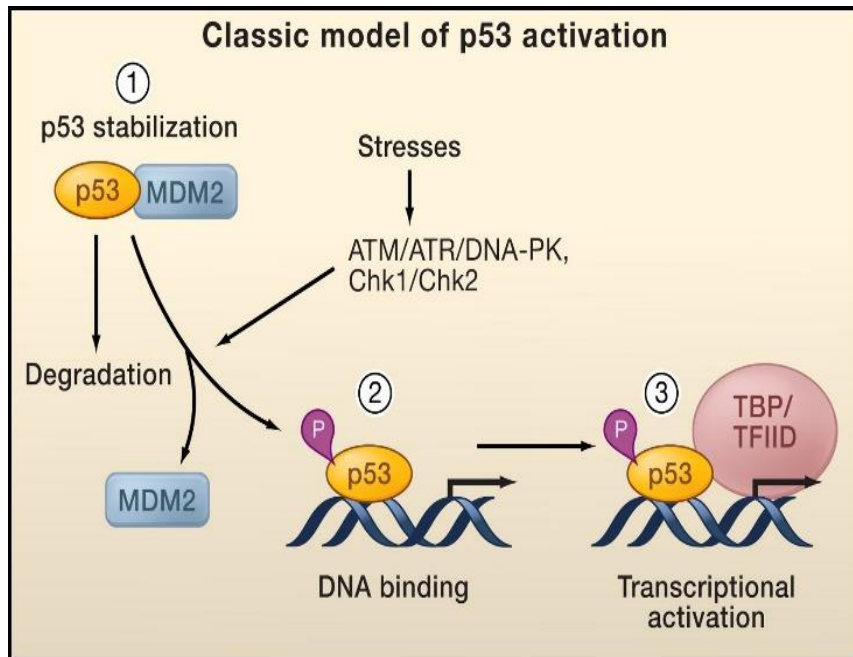 Classic model of p53 activation
1
p53 stabilization
p53
MDM2
Stresses
ATM/ATR/DNA-PK,
Chk1/Chk2
Degradation
MDM2
2
P
p53
DNA binding
3
P
p53
TBP/
TFIID
Transcriptional
activation